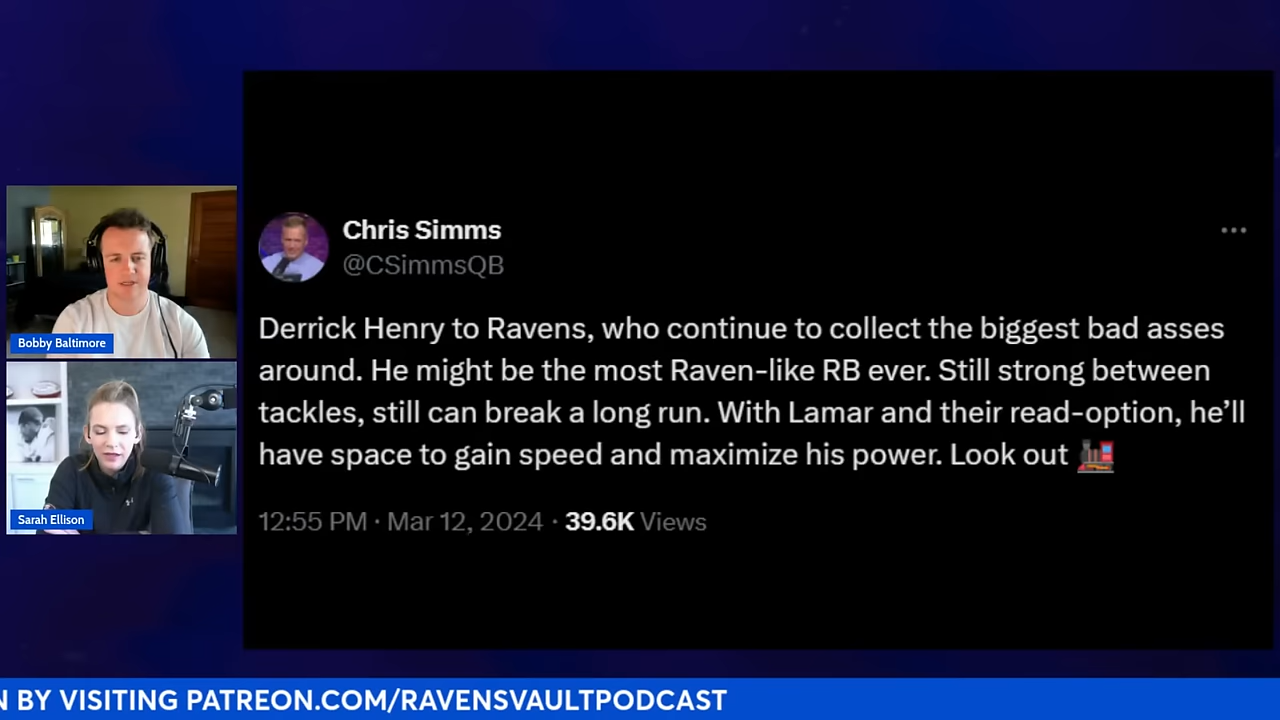 Bobby Baltimore
Sarah Ellison
Chris Simms
@CSimmsQB
Derrick Henry to Ravens, who continue to collect the biggest bad asses
around. He might be the most Raven-like RB ever. Still strong between
tackles, still can break a long run. With Lamar and their read-option, he’ll
have space to gain speed and maximize his power. Look out 🚂
12:55 PM · Mar 12, 2024 · 39.6K Views
N BY VISITING PATREON.COM/RAVENSVAULTPODCAST